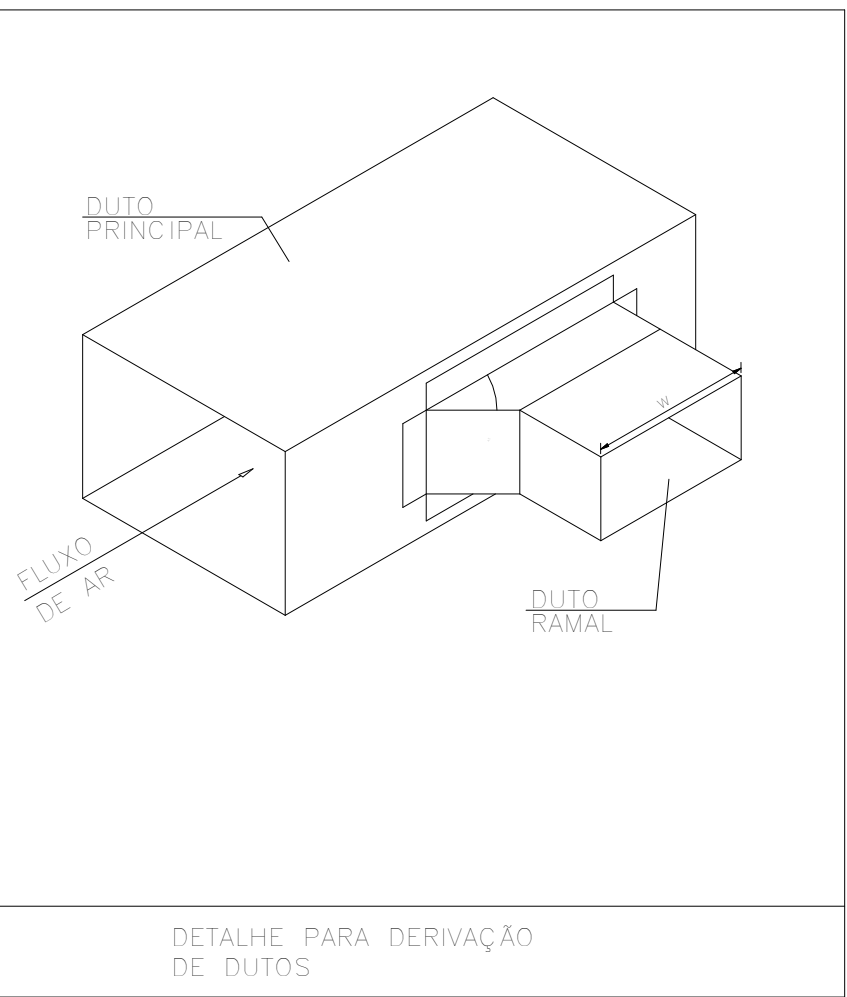 DUTO
PRINCIPAL
W
FLUXO
DE AR
DUTO
RAMAL
DETALHE PARA DERIVAÇÃO
DE DUTOS